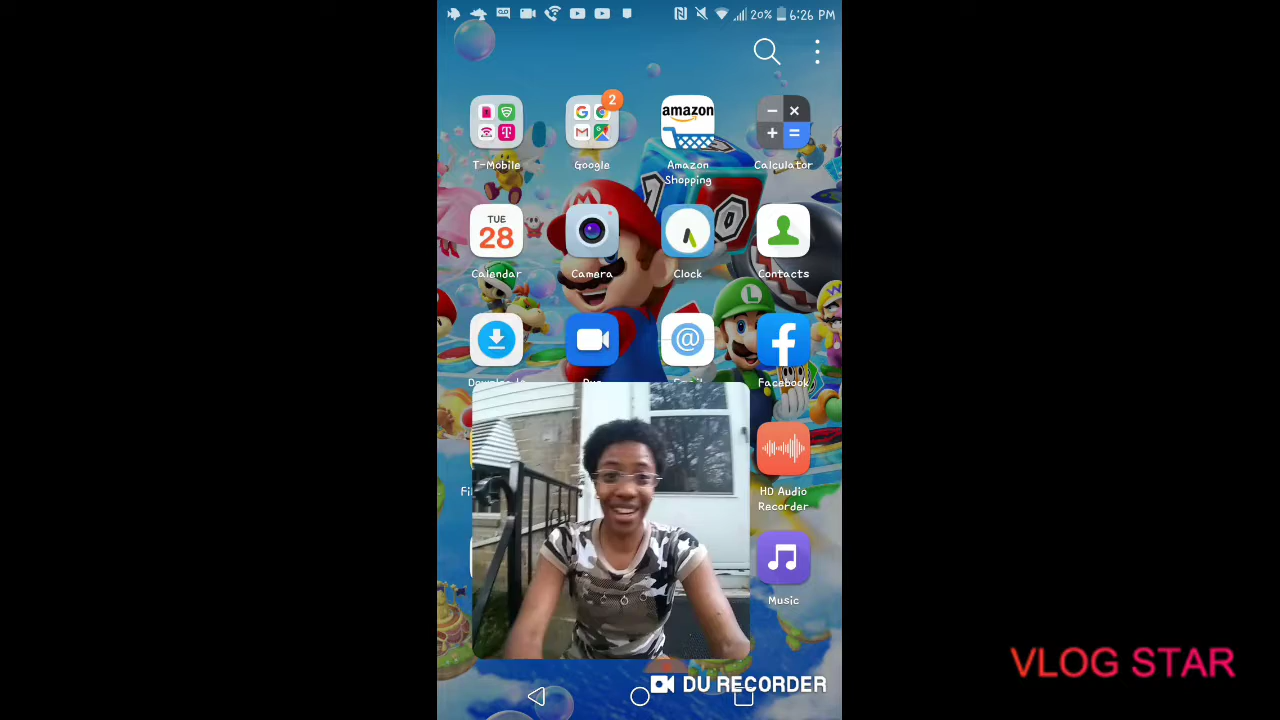 20% 6:26 PM
2
amazon
T-Mobile
Google
Amazon
Shopping
Calculator
TUE
28
Calendar
Camera
Clock
Contacts
Facebook
HD Audio
Recorder
Music
DU RECORDER
VLOG STAR